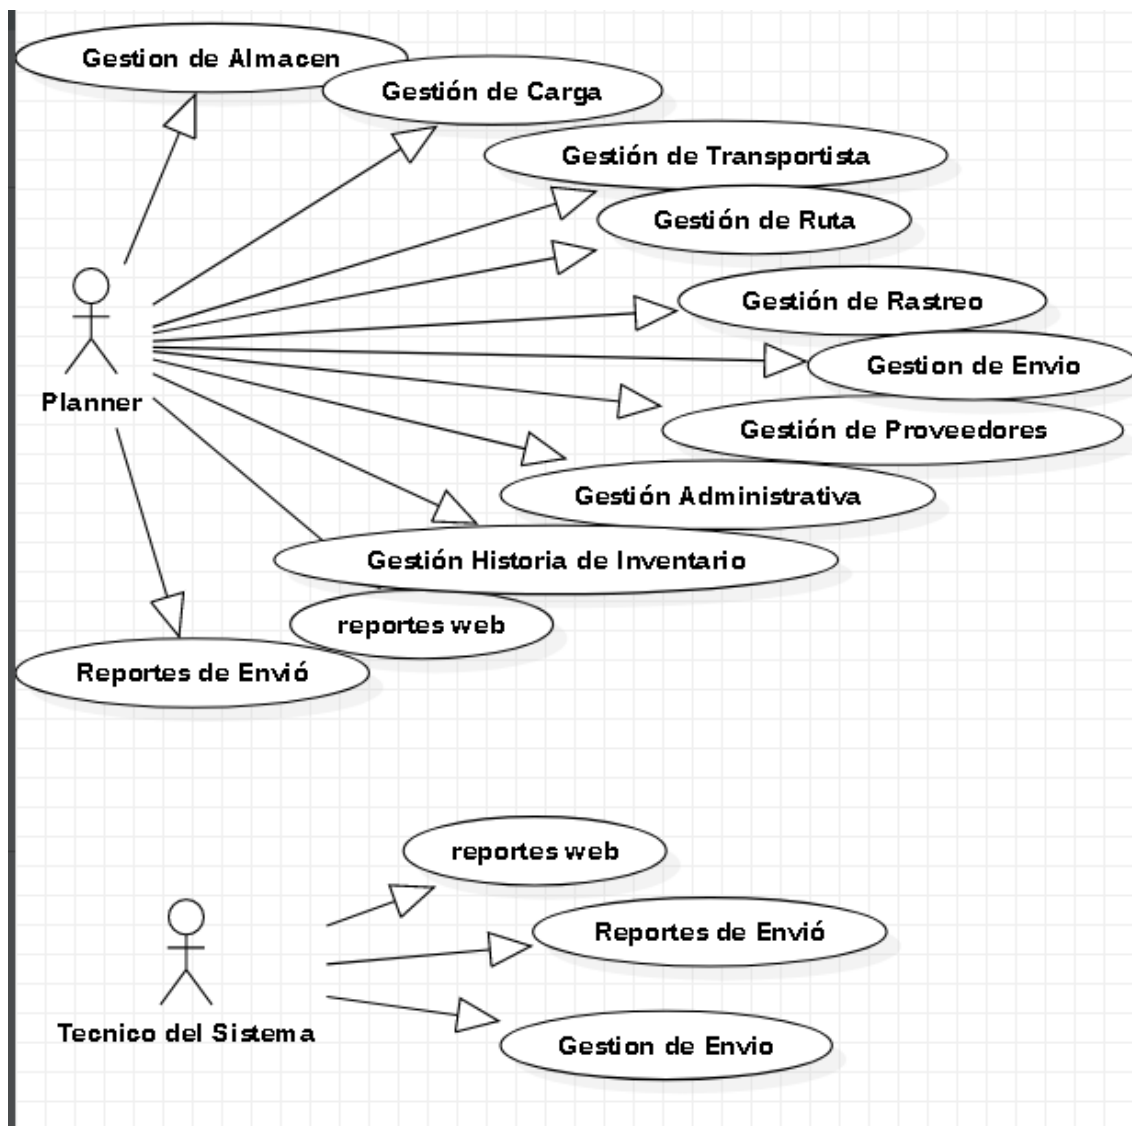 Gestion de Almacen
Gestión de Carga
Gestión de Transportista
Gestión de Ruta
Gestión de Rastreo
Gestion de Envio
Planner
Gestión de Proveedores
Gestión Administrativa
Gestión Historia de Inventario
reportes web
Reportes de Envió
reportes web
Reportes de Envió
Tecnico del Sistema
Gestion de Envio